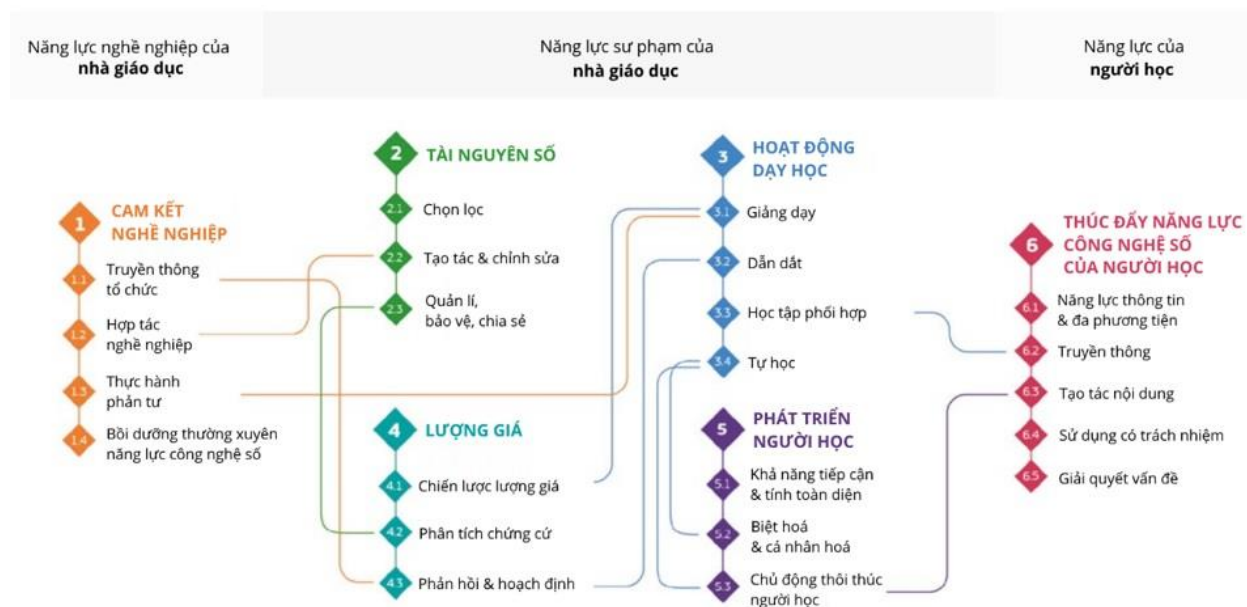 Năng lực nghề nghiệp của
nhà giáo dục
Năng lực sư phạm của
nhà giáo dục
Năng lực của
người học
1
CAM KẾT
NGHỀ NGHIỆP
1.1
Truyền thông
tổ chức
1.2
Hợp tác
nghề nghiệp
1.3
Thực hành
phản tư
1.4
Bồi dưỡng thường xuyên
năng lực công nghệ số
2
TÀI NGUYÊN SỐ
2.1
Chọn lọc
2.2
Tạo tác & chỉnh sửa
2.3
Quản lí,
bảo vệ, chia sẻ
4
LƯỢNG GIÁ
4.1
Chiến lược lượng giá
4.2
Phân tích chứng cứ
4.3
Phản hồi & hoạch định
3
HOẠT ĐỘNG
DẠY HỌC
3.1
Giảng dạy
3.2
Dẫn dắt
3.3
Học tập phối hợp
3.4
Tự học
5
PHÁT TRIỂN
NGƯỜI HỌC
5.1
Khả năng tiếp cận
& tính toàn diện
5.2
Biệt hoá
& cá nhân hoá
5.3
Chủ động thôi thúc
người học
6
THÚC ĐẨY NĂNG LỰC
CÔNG NGHỆ SỐ
CỦA NGƯỜI HỌC
6.1
Năng lực thông tin
& đa phương tiện
6.2
Truyền thông
6.3
Tạo tác nội dung
6.4
Sử dụng có trách nhiệm
6.5
Giải quyết vấn đề